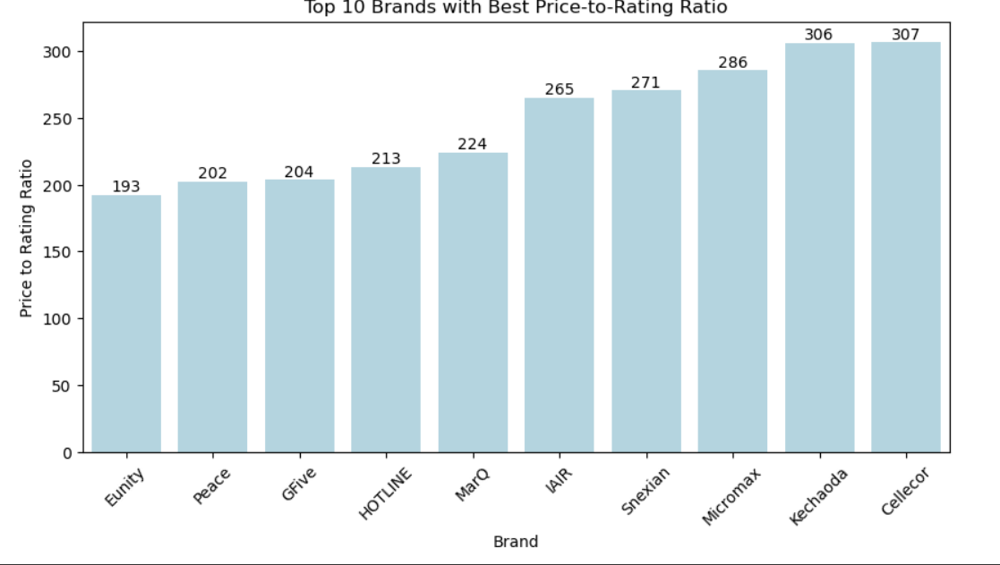 Top 10 Brands with Best Price-to-Rating Ratio
Price to Rating Ratio
300
250
200
150
100
50
0
193
202
204
213
224
265
271
286
306
307
Eunity
Peace
GFive
HOTLINE
MarQ
IAIR
Snexian
Micromax
Kechaoda
Cellecor
Brand